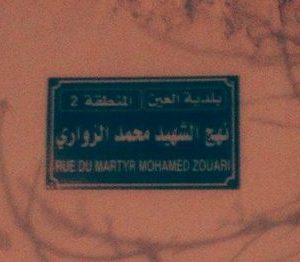 بلدية العين المنطقة 2
نهج الشهيد محمد الزواري
RUE DU MARTYR MOHAMED ZOUARI